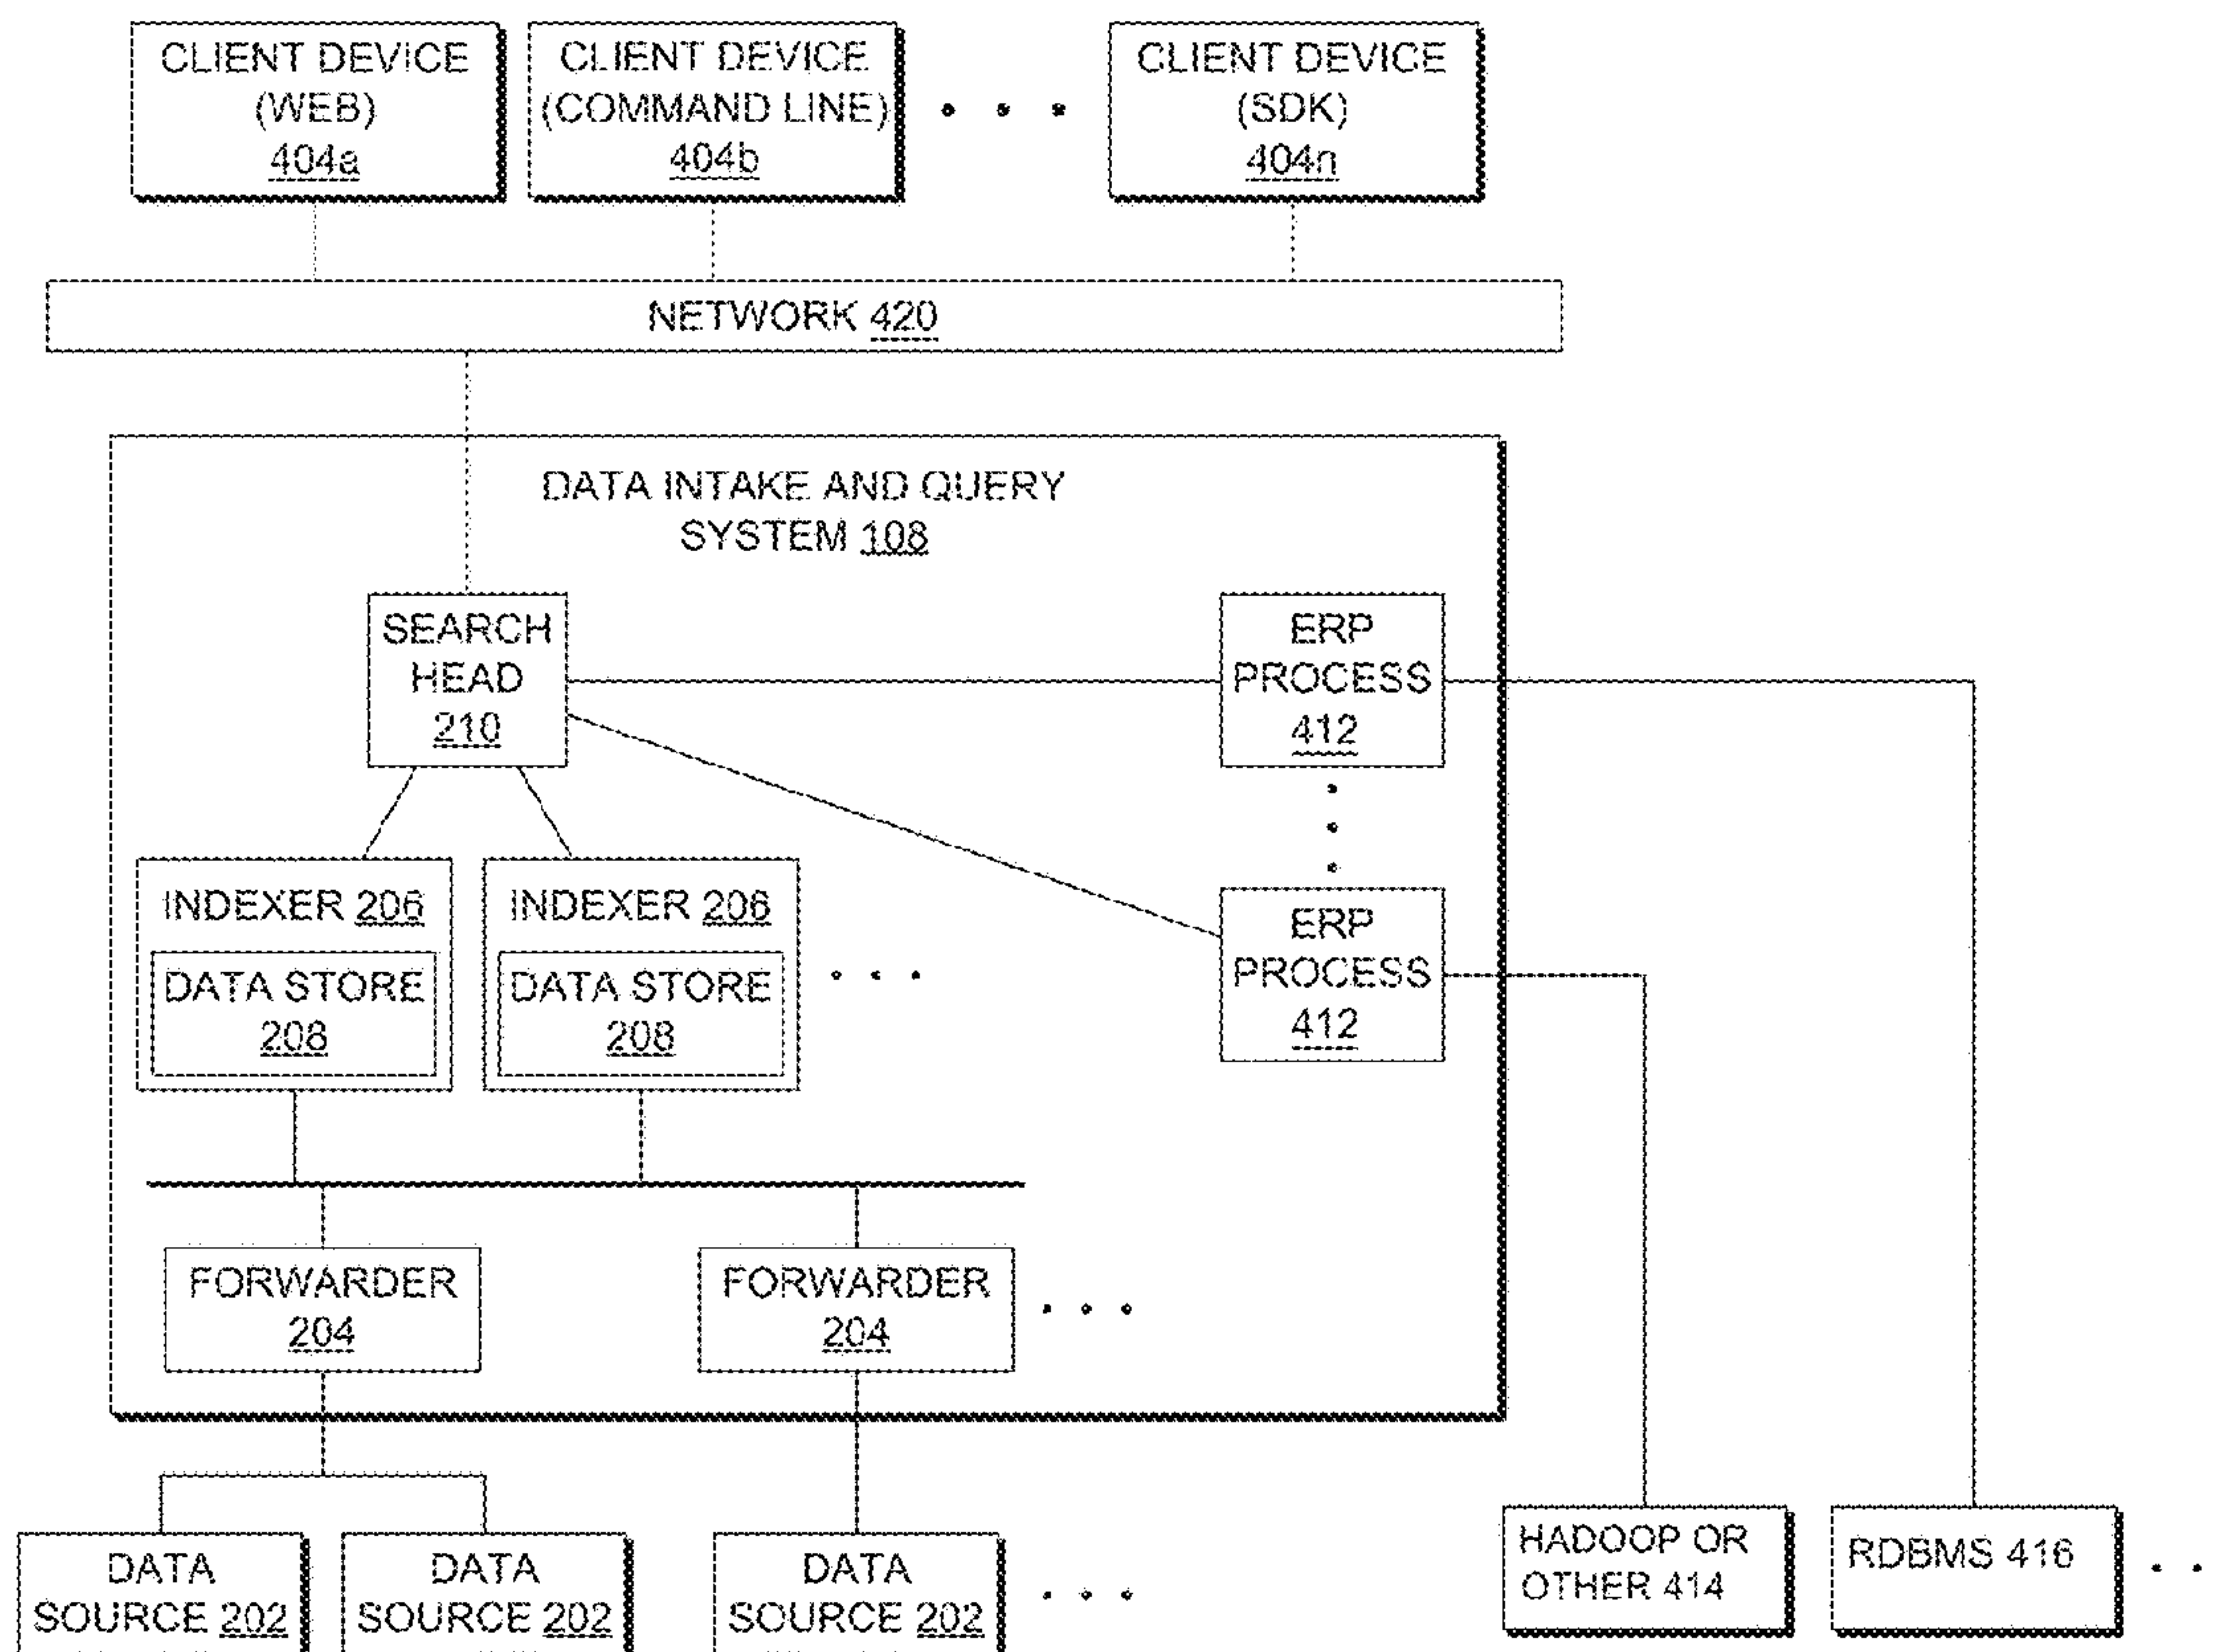 CLIENT DEVICE
(WEB)
404a
CLIENT DEVICE
(COMMAND LINE)
404b
CLIENT DEVICE
(SDK)
404n
NETWORK 420
DATA INTAKE AND QUERY
SYSTEM 108
SEARCH
HEAD
210
ERP
PROCESS
412
INDEXER 206
DATA STORE
208
INDEXER 206
DATA STORE
208
ERP
PROCESS
412
FORWARDER
204
FORWARDER
204
DATA
SOURCE 202
DATA
SOURCE 202
DATA
SOURCE 202
HADOOP OR
OTHER 414
RDBMS 416